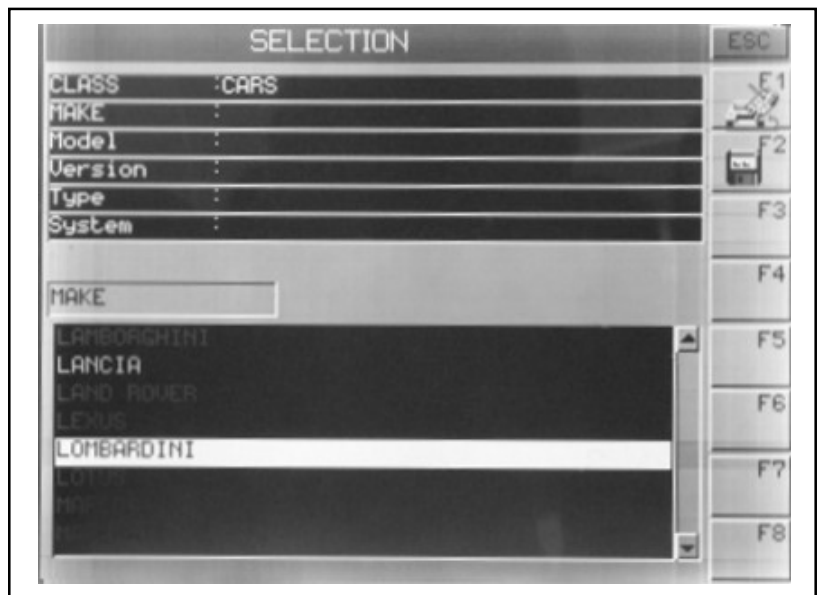 SELECTION
ESC
CLASS :CARS
MAKE :
Model :
Version :
Type :
System :
F1
F2
F3
F4
F5
F6
F7
F8
MAKE
LAMBORGHINI
LANCIA
LAND ROVER
LEXUS
LOMBARDINI
LOTUS